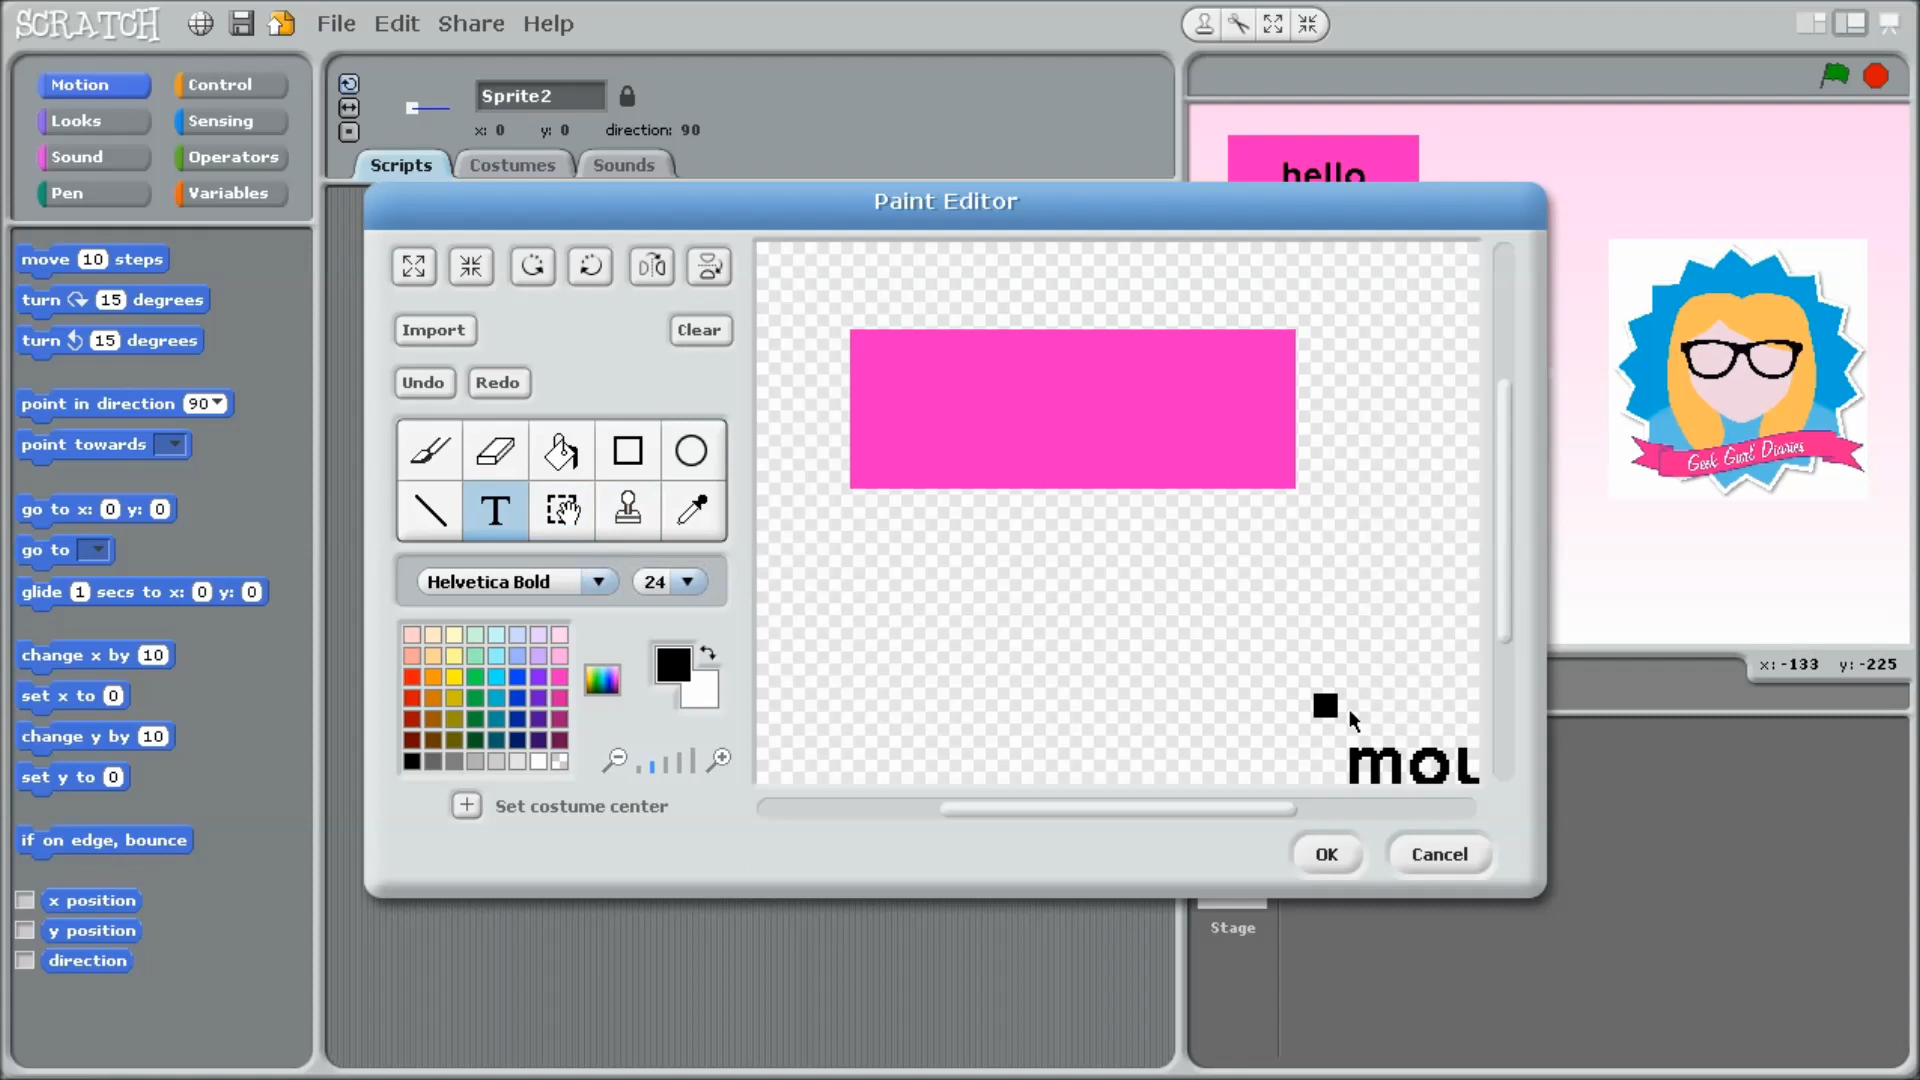 SCRATCH File Edit Share Help
Motion Control
Looks Sensing
Sound Operators
Pen Variables
Sprite2
x: 0 y: 0 direction: 90
Scripts Costumes Sounds
hello
Paint Editor
move 10 steps
turn 15 degrees
turn 15 degrees
point in direction 90
point towards
go to x: 0 y: 0
go to
glide 1 secs to x: 0 y: 0
change x by 10
set x to 0
change y by 10
set y to 0
if on edge, bounce
x position
y position
direction
Import Clear
Undo Redo
T
Helvetica Bold 24
Set costume center
mou
OK Cancel
Geek Gurl Diaries
x: -133 y: -225
Stage